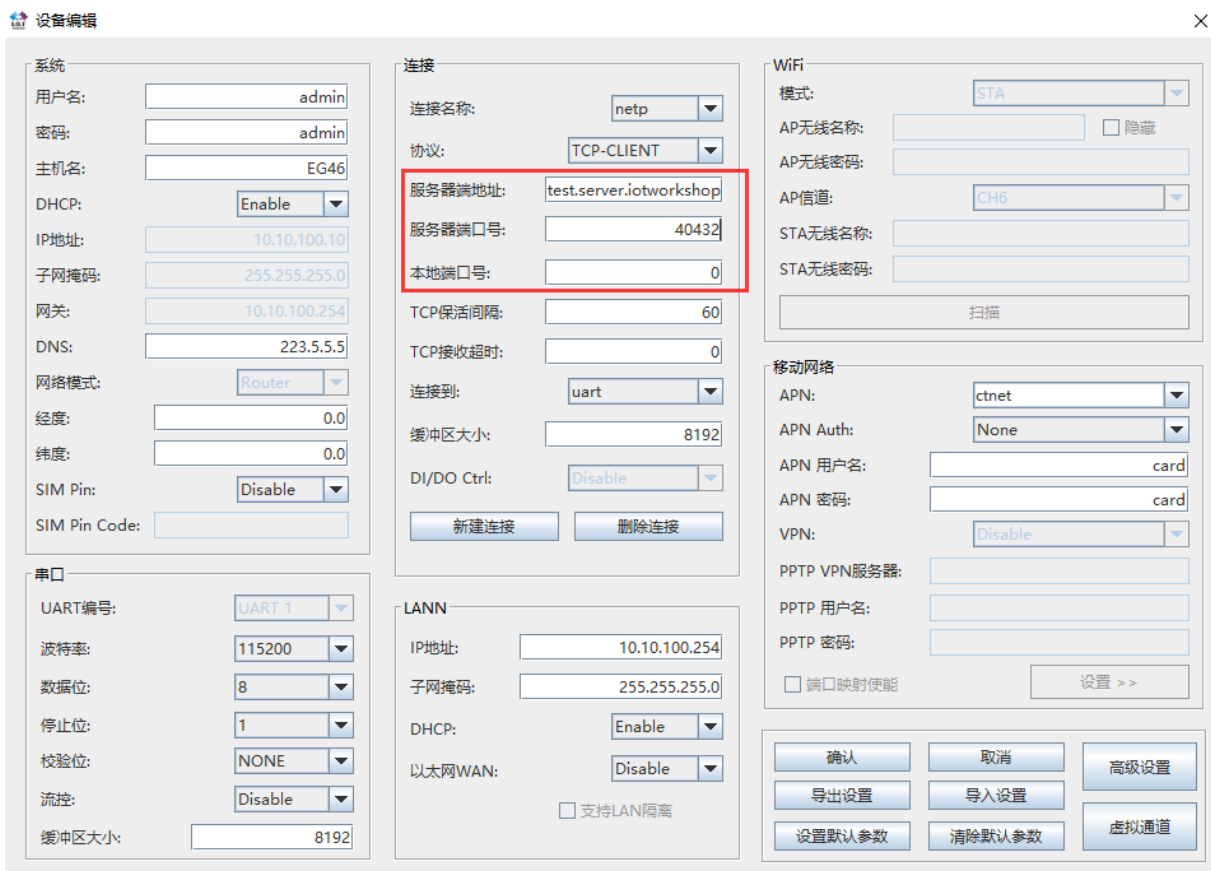 设备编辑
系统
用户名: admin
密码: admin
主机名: EG46
DHCP: Enable
IP地址: 10.10.100.10
子网掩码: 255.255.255.0
网关: 10.10.100.254
DNS: 223.5.5.5
网络模式: Router
经度: 0.0
纬度: 0.0
SIM Pin: Disable
SIM Pin Code:
串口
UART编号: UART 1
波特率: 115200
数据位: 8
停止位: 1
校验位: NONE
流控: Disable
缓冲区大小: 8192
连接
连接名称: netp
协议: TCP-CLIENT
服务器端地址: test.server.iotworkshop
服务器端口号: 40432
本地端口号: 0
TCP保活间隔: 60
TCP接收超时: 0
连接到: uart
缓冲区大小: 8192
DI/DO Ctrl: Disable
新建连接 删除连接
LANN
IP地址: 10.10.100.254
子网掩码: 255.255.255.0
DHCP: Enable
以太网WAN: Disable
支持LAN隔离
WiFi
模式: STA
AP无线名称: 隐藏
AP无线密码:
AP信道: CH6
STA无线名称:
STA无线密码:
扫描
移动网络
APN: ctnet
APN Auth: None
APN 用户名: card
APN 密码: card
VPN: Disable
PPTP VPN服务器:
PPTP 用户名:
PPTP 密码:
端口映射使能 设置 >>
确认 取消 高级设置
导出设置 导入设置
设置默认参数 清除默认参数 虚拟通道